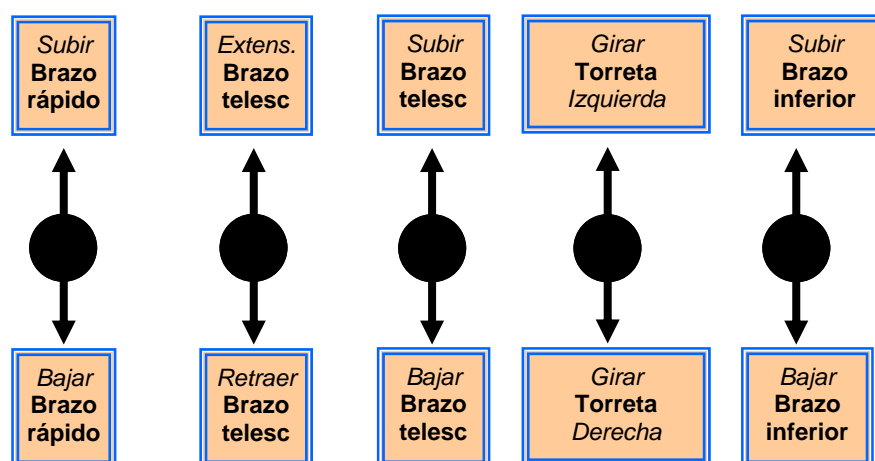 Subir
Brazo
rápido
Extens.
Brazo
telesc
Subir
Brazo
telesc
Girar
Torreta
Izquierda
Subir
Brazo
inferior
Bajar
Brazo
rápido
Retraer
Brazo
telesc
Bajar
Brazo
telesc
Girar
Torreta
Derecha
Bajar
Brazo
inferior